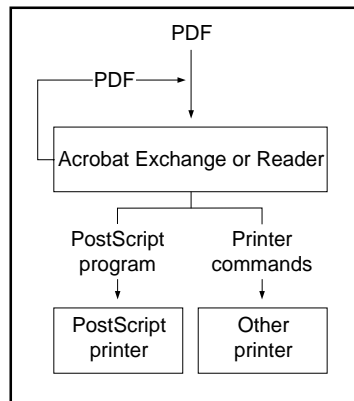 PDF
PDF
Acrobat Exchange or Reader
PostScript
program
Printer
commands
PostScript
printer
Other
printer